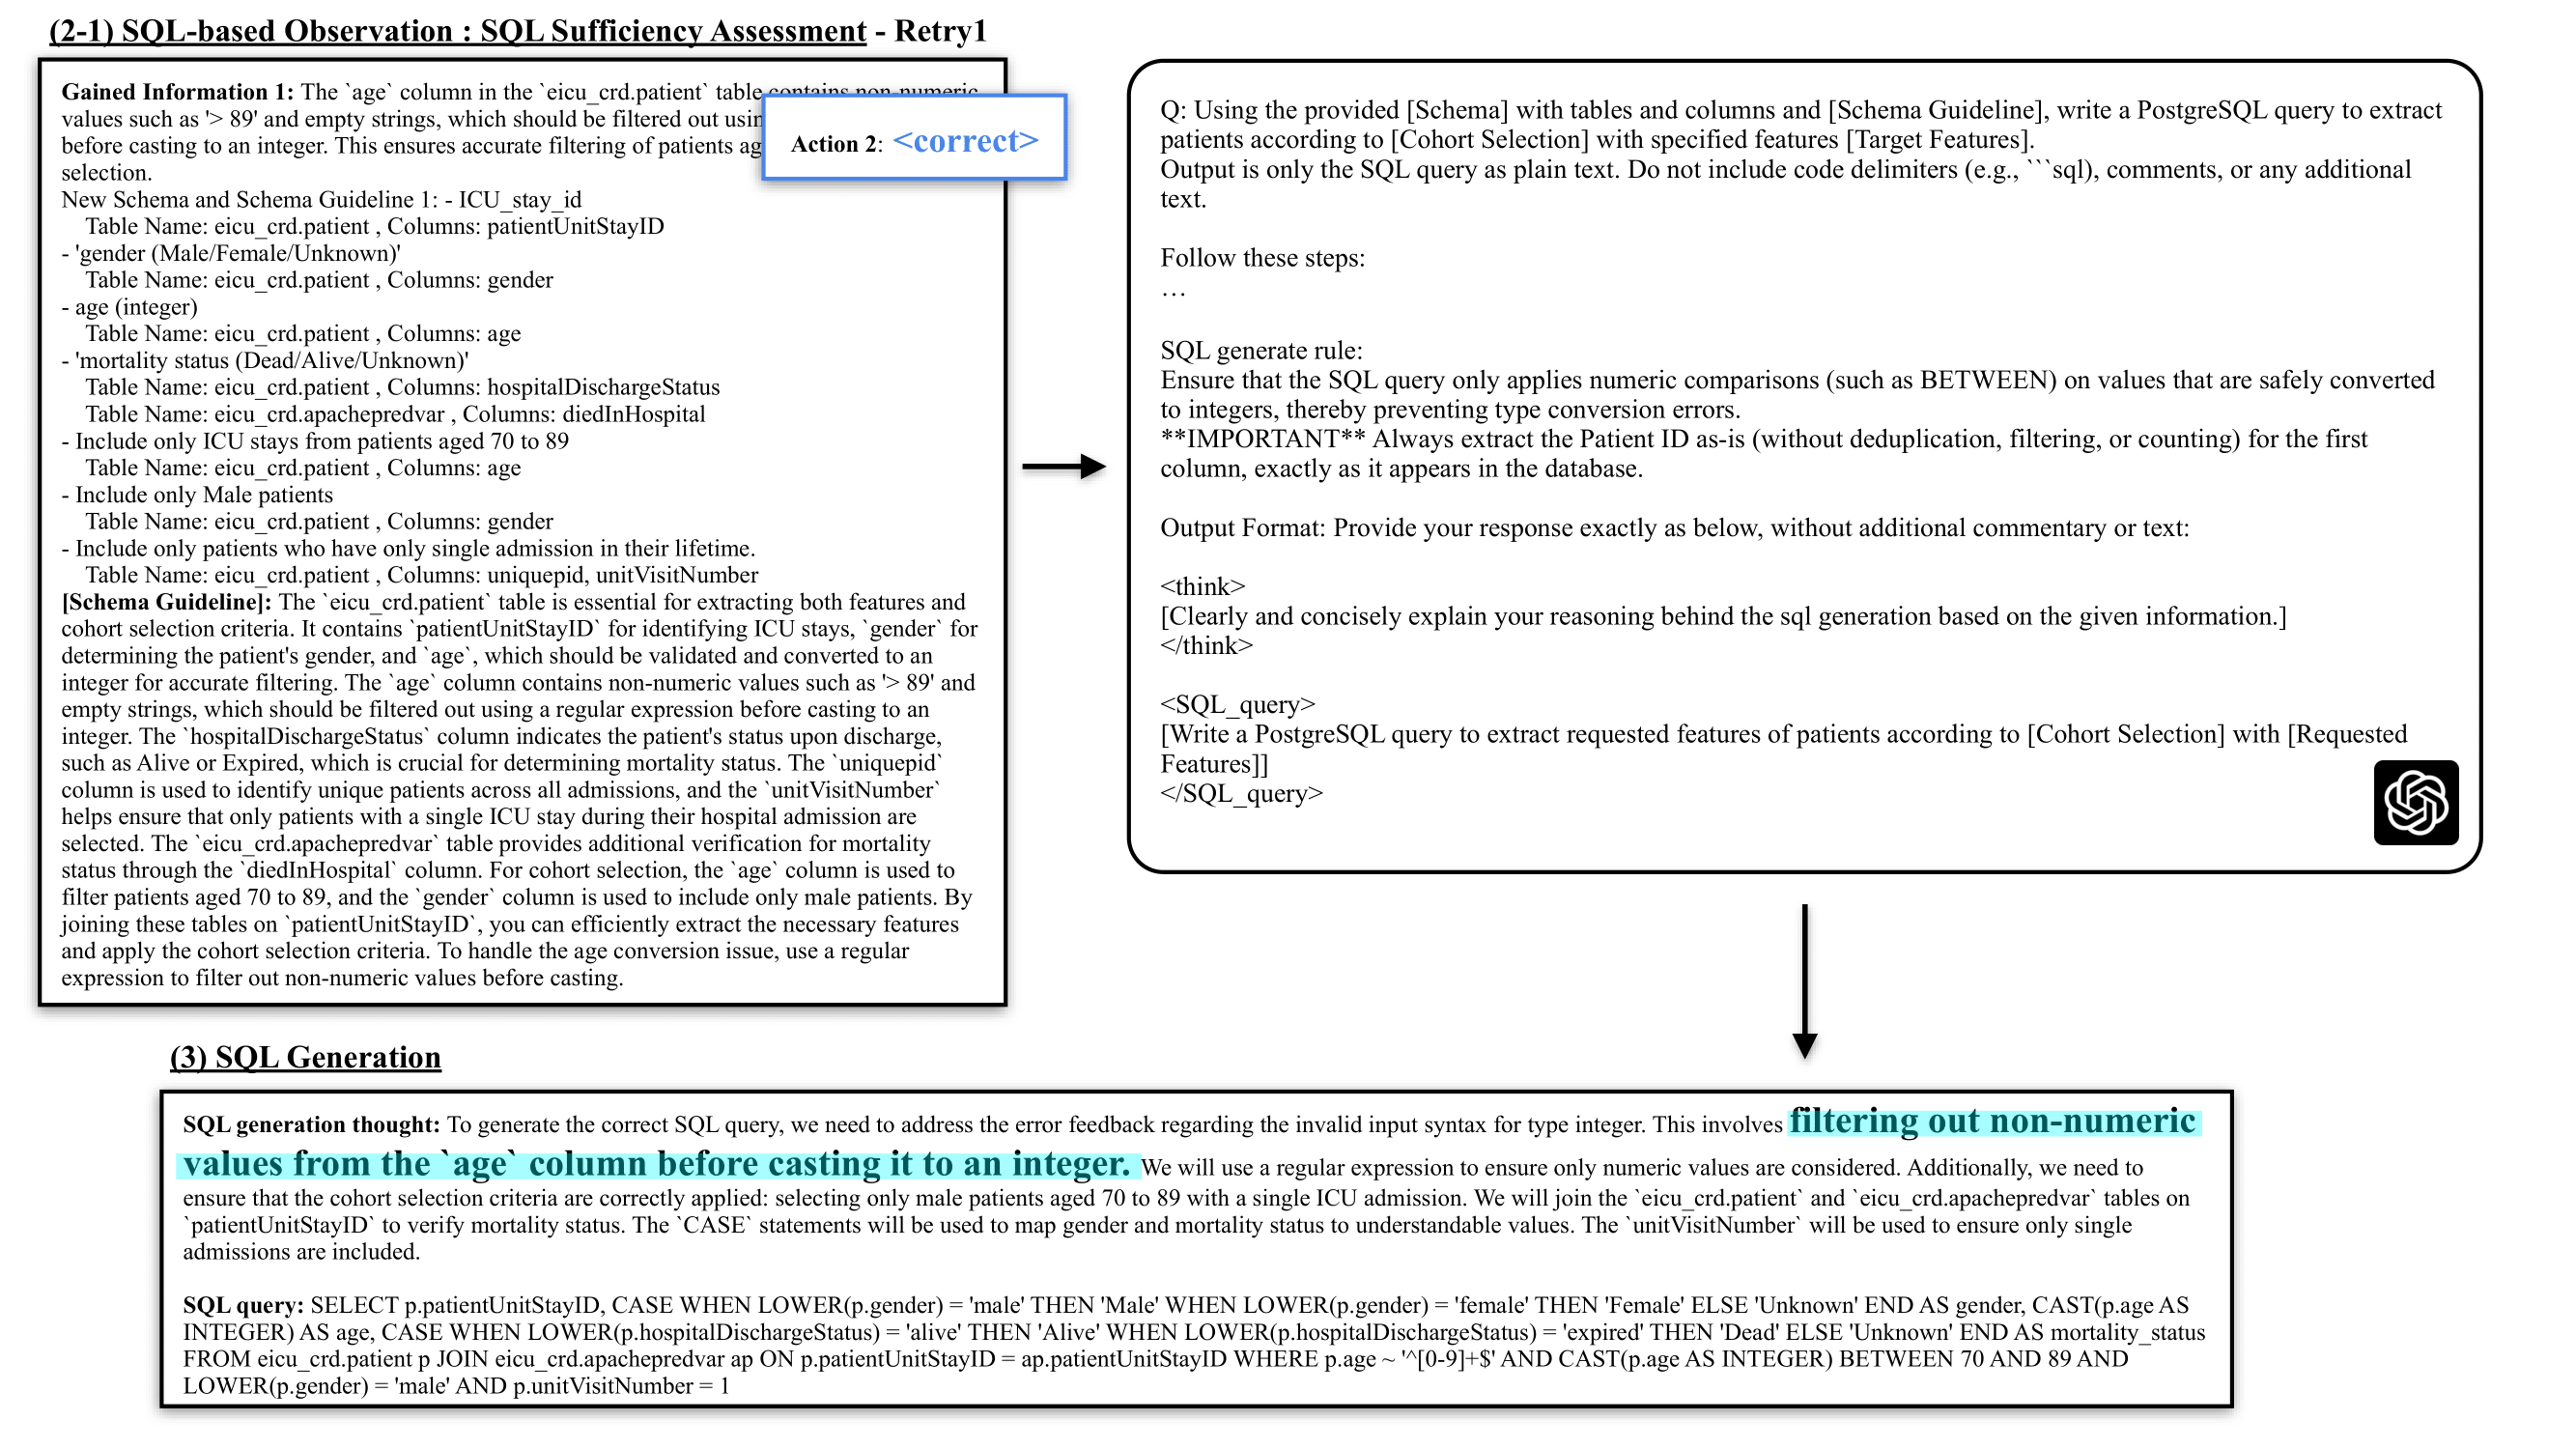 (2-1) SQL-based Observation : SQL Sufficiency Assessment - Retry1
Gained Information 1: The `age` column in the `eicu_crd.patient` table contains non-numeric
values such as '> 89' and empty strings, which should be filtered out
before casting to an integer. This ensures accurate filtering of patients
selection.
New Schema and Schema Guideline 1: - ICU_stay_id
Table Name: eicu_crd.patient , Columns: patientUnitStayID
- 'gender (Male/Female/Unknown)'
Table Name: eicu_crd.patient , Columns: gender
- age (integer)
Table Name: eicu_crd.patient , Columns: age
- 'mortality status (Dead/Alive/Unknown)'
Table Name: eicu_crd.patient , Columns: hospitalDischargeStatus
Table Name: eicu_crd.apachepredvar , Columns: diedInHospital
- Include only ICU stays from patients aged 70 to 89
Table Name: eicu_crd.patient , Columns: age
- Include only Male patients
Table Name: eicu_crd.patient , Columns: gender
- Include only patients who have only single admission in their lifetime.
Table Name: eicu_crd.patient , Columns: uniquepid, unitVisitNumber
[Schema Guideline]: The `eicu_crd.patient` table is essential for extracting both features and
cohort selection criteria. It contains `patientUnitStayID` for identifying ICU stays, `gender` for
determining the patient's gender, and `age`, which should be validated and converted to an
integer for accurate filtering. The `age` column contains non-numeric values such as '> 89' and
empty strings, which should be filtered out using a regular expression before casting to an
integer. The `hospitalDischargeStatus` column indicates the patient's status upon discharge,
such as Alive or Expired, which is crucial for determining mortality status. The `uniquepid`
column is used to identify unique patients across all admissions, and the `unitVisitNumber`
helps ensure that only patients with a single ICU stay during their hospital admission are
selected. The `eicu_crd.apachepredvar` table provides additional verification for mortality
status through the `diedInHospital` column. For cohort selection, the `age` column is used to
filter patients aged 70 to 89, and the `gender` column is used to include only male patients. By
joining these tables on `patientUnitStayID`, you can efficiently extract the necessary features
and apply the cohort selection criteria. To handle the age conversion issue, use a regular
expression to filter out non-numeric values before casting.
Action 2: <correct>
Q: Using the provided [Schema] with tables and columns and [Schema Guideline], write a PostgreSQL query to extract
patients according to [Cohort Selection] with specified features [Target Features].
Output is only the SQL query as plain text. Do not include code delimiters (e.g., ```sql), comments, or any additional
text.
Follow these steps:
…
SQL generate rule:
Ensure that the SQL query only applies numeric comparisons (such as BETWEEN) on values that are safely converted
to integers, thereby preventing type conversion errors.
**IMPORTANT** Always extract the Patient ID as-is (without deduplication, filtering, or counting) for the first
column, exactly as it appears in the database.
Output Format: Provide your response exactly as below, without additional commentary or text:
<think>
[Clearly and concisely explain your reasoning behind the sql generation based on the given information.]
</think>
<SQL_query>
[Write a PostgreSQL query to extract requested features of patients according to [Cohort Selection] with [Requested
Features]]
</SQL_query>
(3) SQL Generation
SQL generation thought: To generate the correct SQL query, we need to address the error feedback regarding the invalid input syntax for type integer. This involves filtering out non-numeric
values from the `age` column before casting it to an integer. We will use a regular expression to ensure only numeric values are considered. Additionally, we need to
ensure that the cohort selection criteria are correctly applied: selecting only male patients aged 70 to 89 with a single ICU admission. We will join the `eicu_crd.patient` and `eicu_crd.apachepredvar` tables on
`patientUnitStayID` to verify mortality status. The `CASE` statements will be used to map gender and mortality status to understandable values. The `unitVisitNumber` will be used to ensure only single
admissions are included.
SQL query: SELECT p.patientUnitStayID, CASE WHEN LOWER(p.gender) = 'male' THEN 'Male' WHEN LOWER(p.gender) = 'female' THEN 'Female' ELSE 'Unknown' END AS gender, CAST(p.age AS
INTEGER) AS age, CASE WHEN LOWER(p.hospitalDischargeStatus) = 'alive' THEN 'Alive' WHEN LOWER(p.hospitalDischargeStatus) = 'expired' THEN 'Dead' ELSE 'Unknown' END AS mortality_status
FROM eicu_crd.patient p JOIN eicu_crd.apachepredvar ap ON p.patientUnitStayID = ap.patientUnitStayID WHERE p.age ~ '^[0-9]+$' AND CAST(p.age AS INTEGER) BETWEEN 70 AND 89 AND
LOWER(p.gender) = 'male' AND p.unitVisitNumber = 1